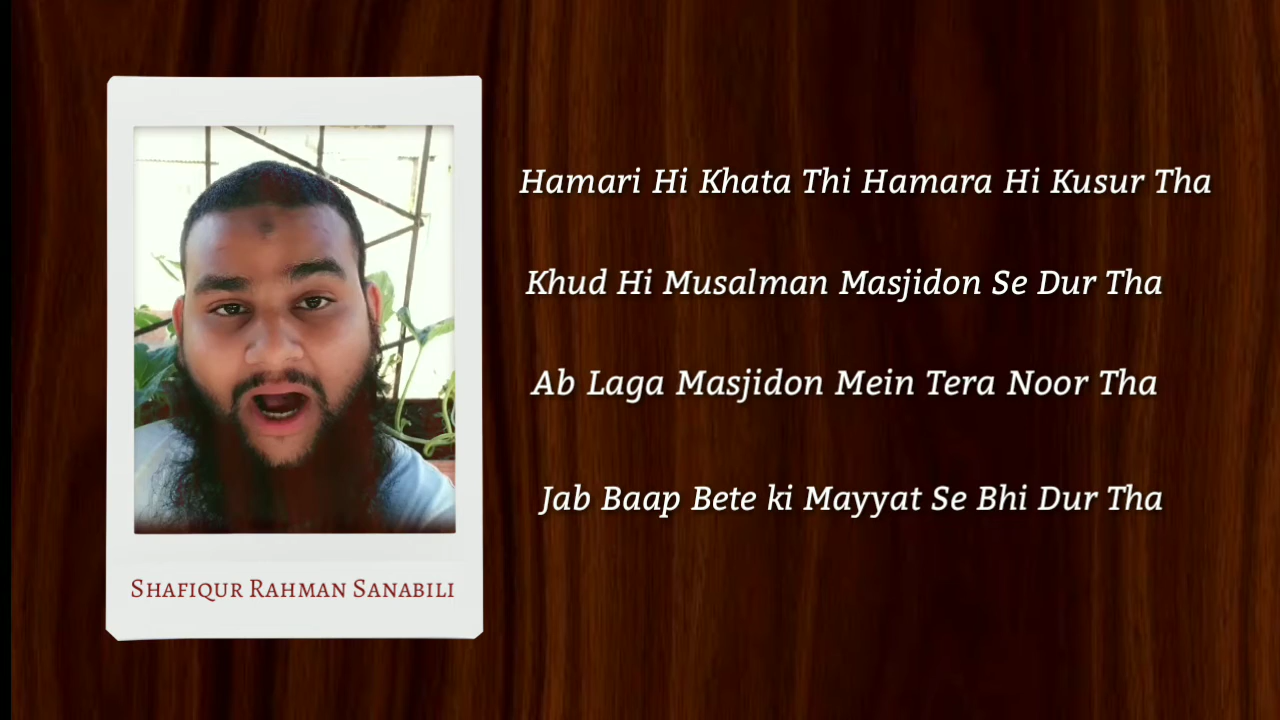 Hamari Hi Khata Thi Hamara Hi Kusur Tha
Khud Hi Musalman Masjidon Se Dur Tha
Ab Laga Masjidon Mein Tera Noor Tha
Jab Baap Bete ki Mayyat Se Bhi Dur Tha
Shafiqur Rahman Sanabili